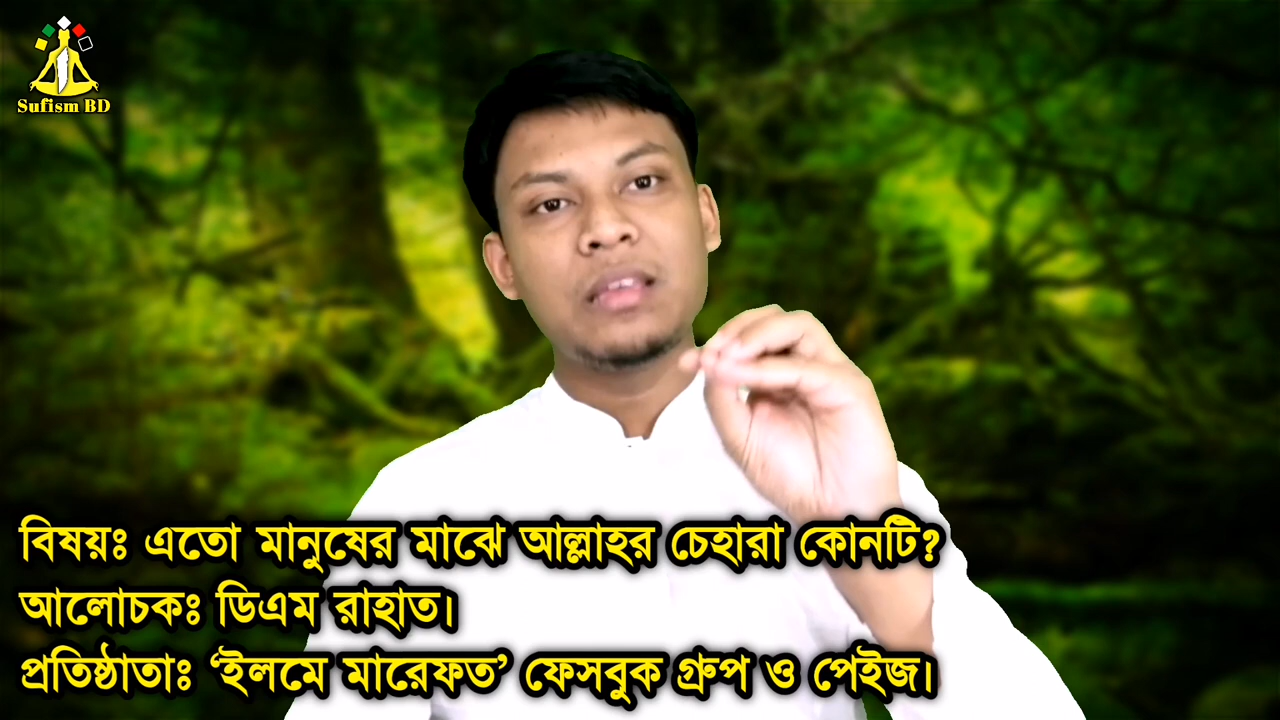 Sufism BD
বিষয়ঃ এতো মানুষের মাঝে আল্লাহর চেহারা কোনটি?
আলোচকঃ ডিএম রাহাত।
প্রতিষ্ঠাতাঃ ‘ইলমে মারেফত’ ফেসবুক গ্রুপ ও পেইজ।